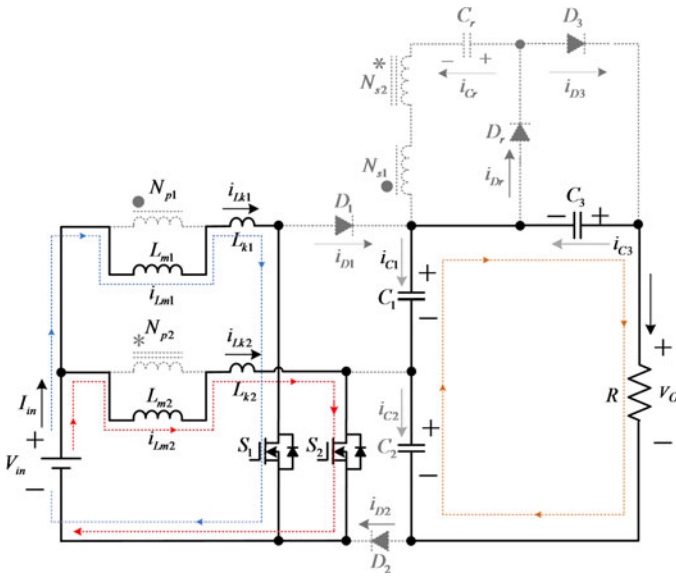 C_r
D_3
*
− +
N_s2
i_Cr
i_D3
D_r
N_s1
i_Dr
N_p1
i_Lk1
D_1
C_3
− +
L_k1
L_m1
i_D1
i_C1
i_C3
i_Lm1
+
C_1
−
N_p2
*
i_Lk2
+
I_in
L_m2
L_k2
i_C2
R
V_O
+
i_Lm2
S_1
S_2
+
C_2
−
V_in
−
−
i_D2
D_2